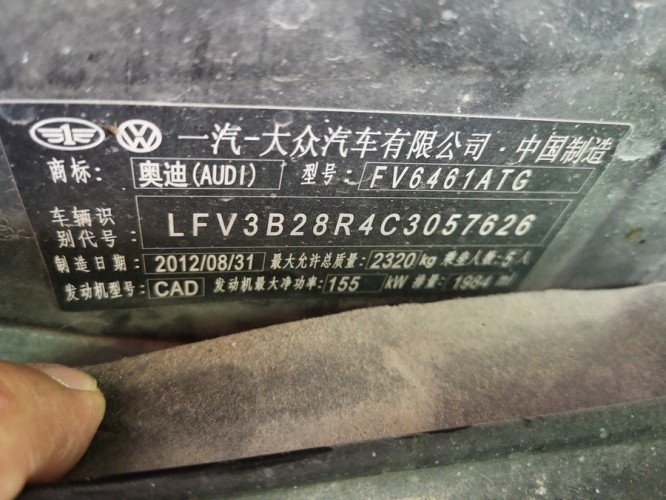 一汽-大众汽车有限公司·中国制造
商标: 奥迪(AUDI) 型号: FV6461ATG
车辆识别代号: LFV3B28R4C3057626
制造日期: 2012/08/31 最大允许总质量: 2320 kg 乘坐人数: 5人
发动机型号: CAD 发动机最大净功率: 155 kW 排量: 1984 ml